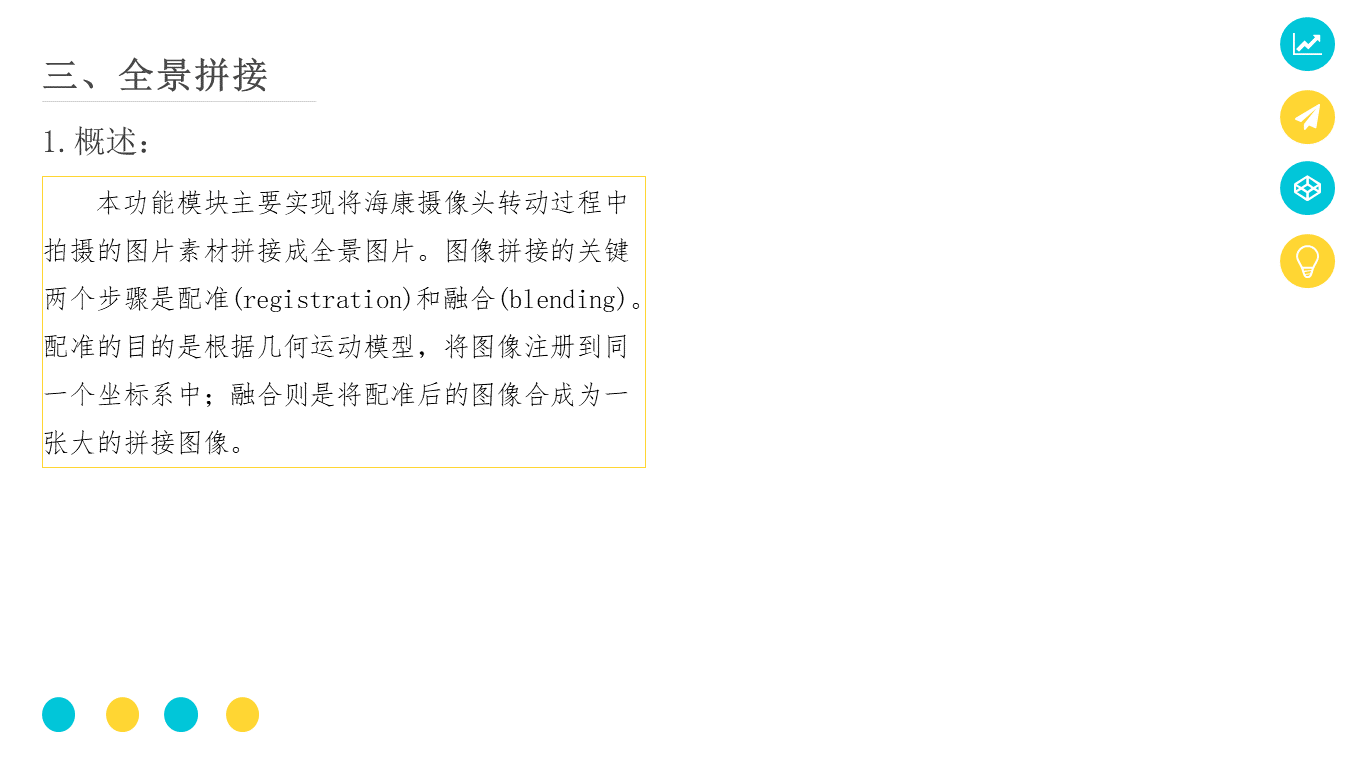 三、全景拼接
1.概述：
本功能模块主要实现将海康摄像头转动过程中
拍摄的图片素材拼接成全景图片。图像拼接的关键
两个步骤是配准(registration)和融合(blending)。
配准的目的是根据几何运动模型，将图像注册到同
一个坐标系中；融合则是将配准后的图像合成为一
张大的拼接图像。